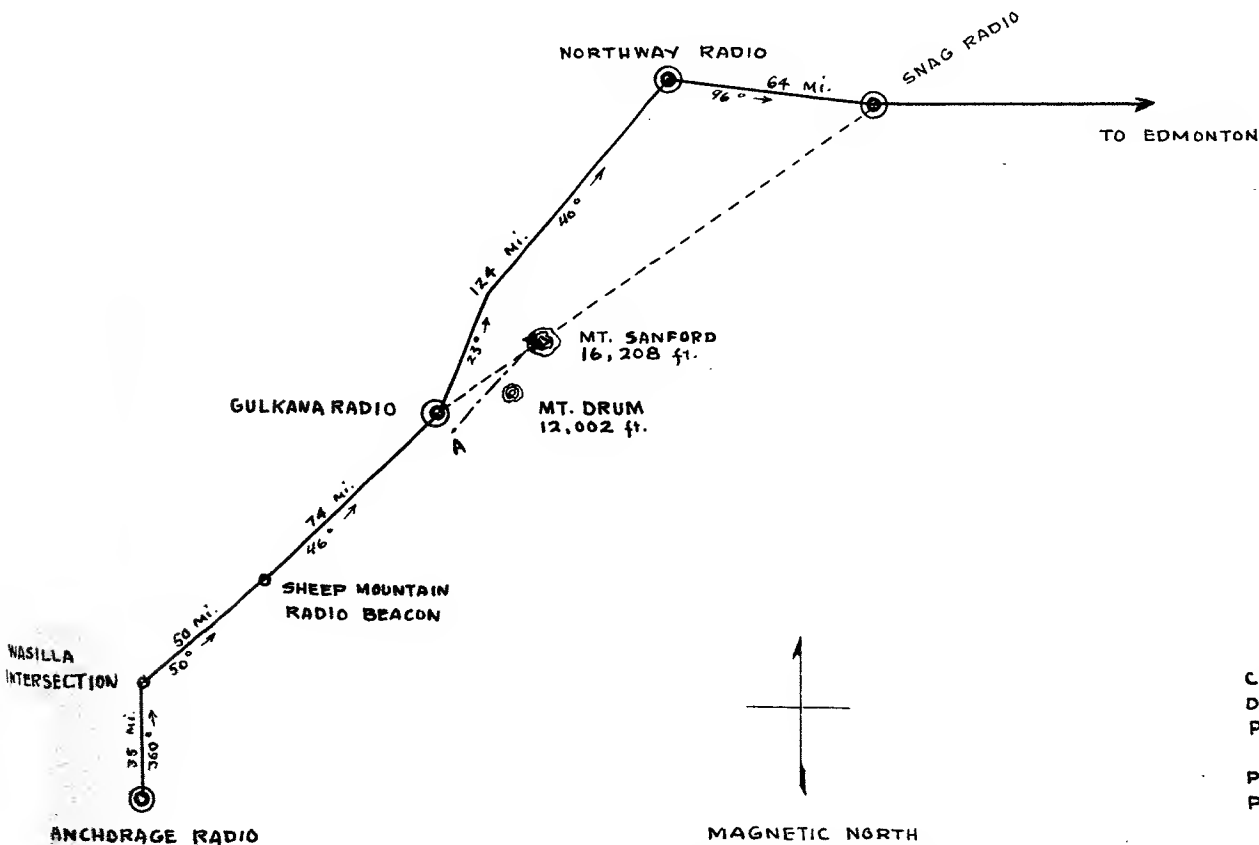 SNAG RADIO
NORTHWAY RADIO
64 Mi.
96° →
TO EDMONTON
40° →
124 Mi.
23° →
MT. SANFORD
16,208 ft.
GULKANA RADIO
MT. DRUM
12,002 ft.
A
74 Mi.
46° →
SHEEP MOUNTAIN
RADIO BEACON
50 Mi.
50° →
WASILLA
INTERSECTION
35 Mi.
360° →
ANCHORAGE RADIO
MAGNETIC NORTH
C
D
P
P
P